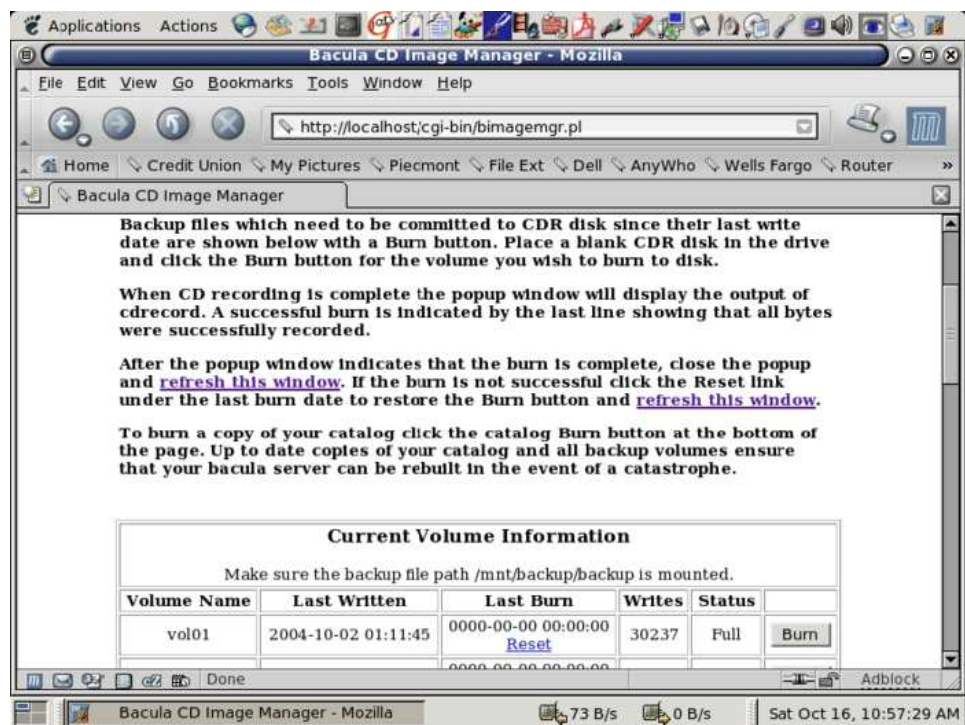 Applications Actions
Bacula CD Image Manager - Mozilla
File Edit View Go Bookmarks Tools Window Help
http://localhost/cgi-bin/bimagemgr.pl
Home Credit Union My Pictures Piecmont File Ext Dell AnyWho Wells Fargo Router »
Bacula CD Image Manager
Backup files which need to be committed to CDR disk since their last write
date are shown below with a Burn button. Place a blank CDR disk in the drive
and click the Burn button for the volume you wish to burn to disk.
When CD recording is complete the popup window will display the output of
cdrecord. A successful burn is indicated by the last line showing that all bytes
were successfully recorded.
After the popup window indicates that the burn is complete, close the popup
and refresh this window. If the burn is not successful click the Reset link
under the last burn date to restore the Burn button and refresh this window.
To burn a copy of your catalog click the catalog Burn button at the bottom of
the page. Up to date copies of your catalog and all backup volumes ensure
that your bacula server can be rebuilt in the event of a catastrophe.
Current Volume Information
Make sure the backup file path /mnt/backup/backup is mounted.
Volume Name Last Written Last Burn Writes Status
vol01 2004-10-02 01:11:45 0000-00-00 00:00:00 30237 Full Burn
Reset
0000-00-00 00:00:00
Done Adblock
Bacula CD Image Manager - Mozilla 73 B/s 0 B/s Sat Oct 16, 10:57:29 AM